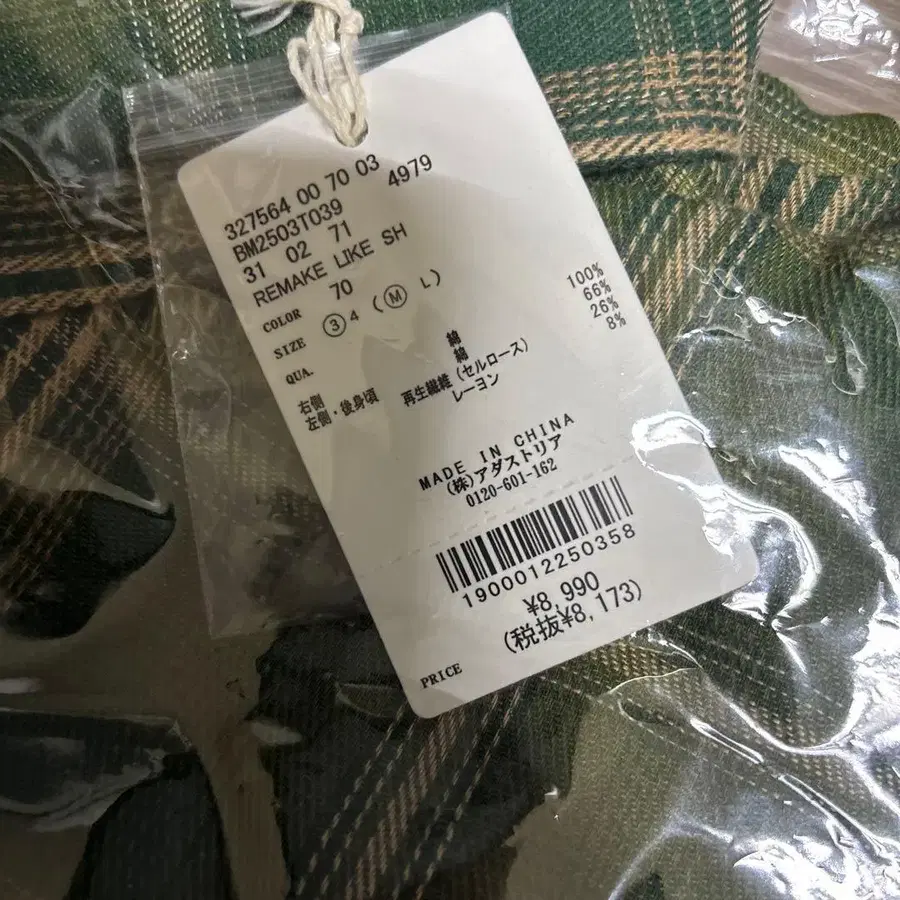 327564 00 70 03
BM2503T039 4979
31 02 71
REMAKE LIKE SH
COLOR 70
SIZE ③ 4 ( Ⓜ L )
QUA.
右側 綿 100%
左側・後身頃 綿 66%
再生繊維(セルロース) 26%
レーヨン 8%
MADE IN CHINA
(株)アダストリア
0120-601-162
1900012250358
¥8,990
(税抜¥8,173)
PRICE